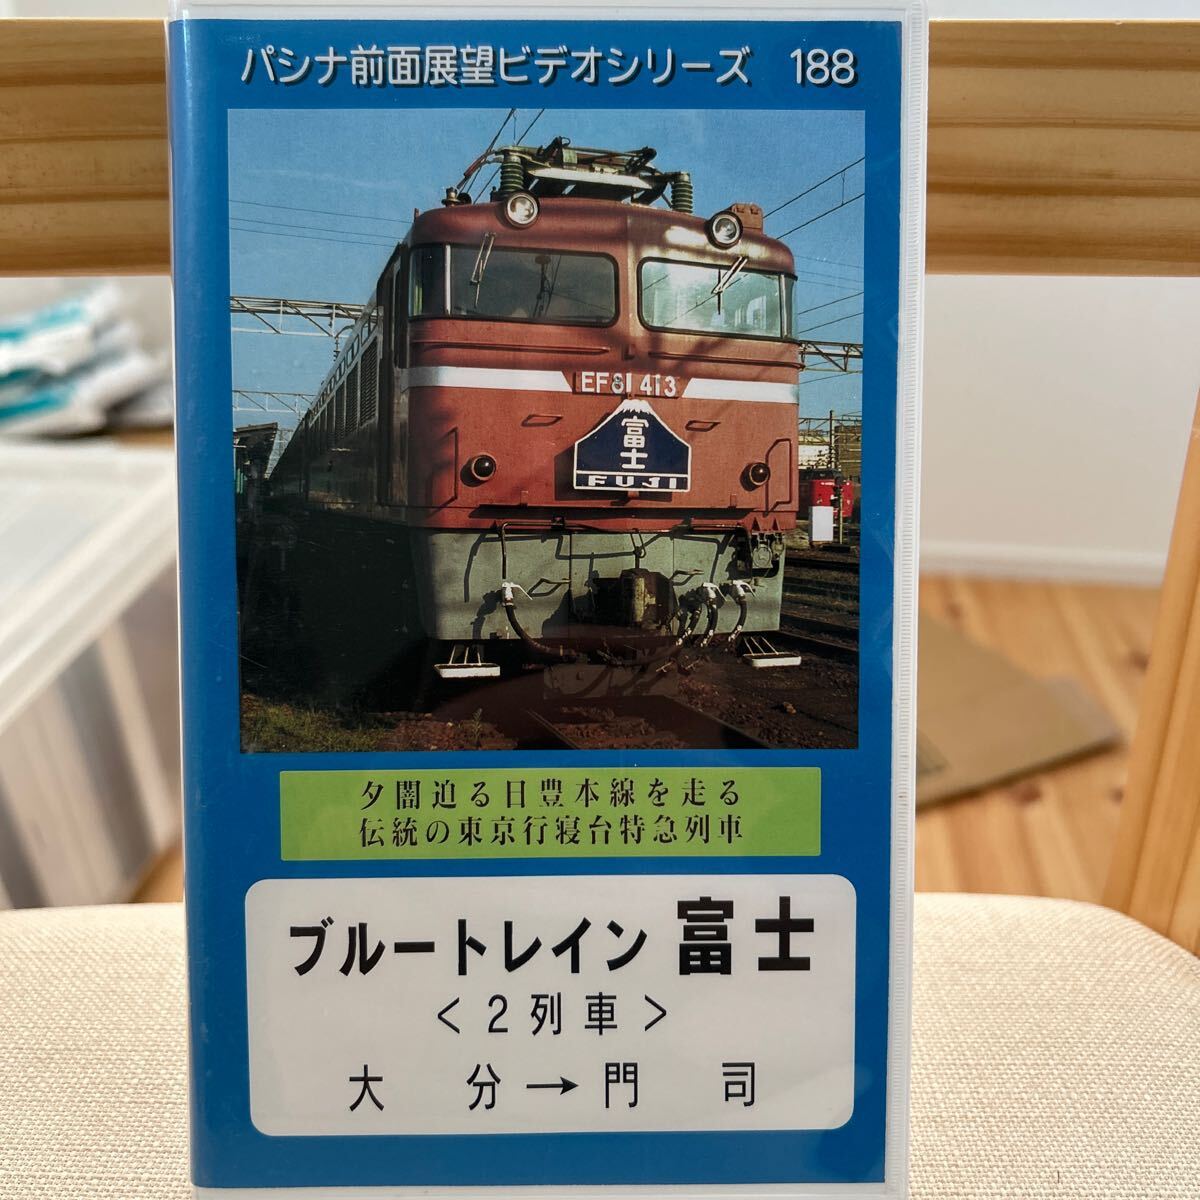 パシナ前面展望ビデオシリーズ 188
EF81 413
富士
FUJI
夕闇迫る日豊本線を走る
伝統の東京行寝台特急列車
ブルートレイン 富士
<2列車>
大分→門司